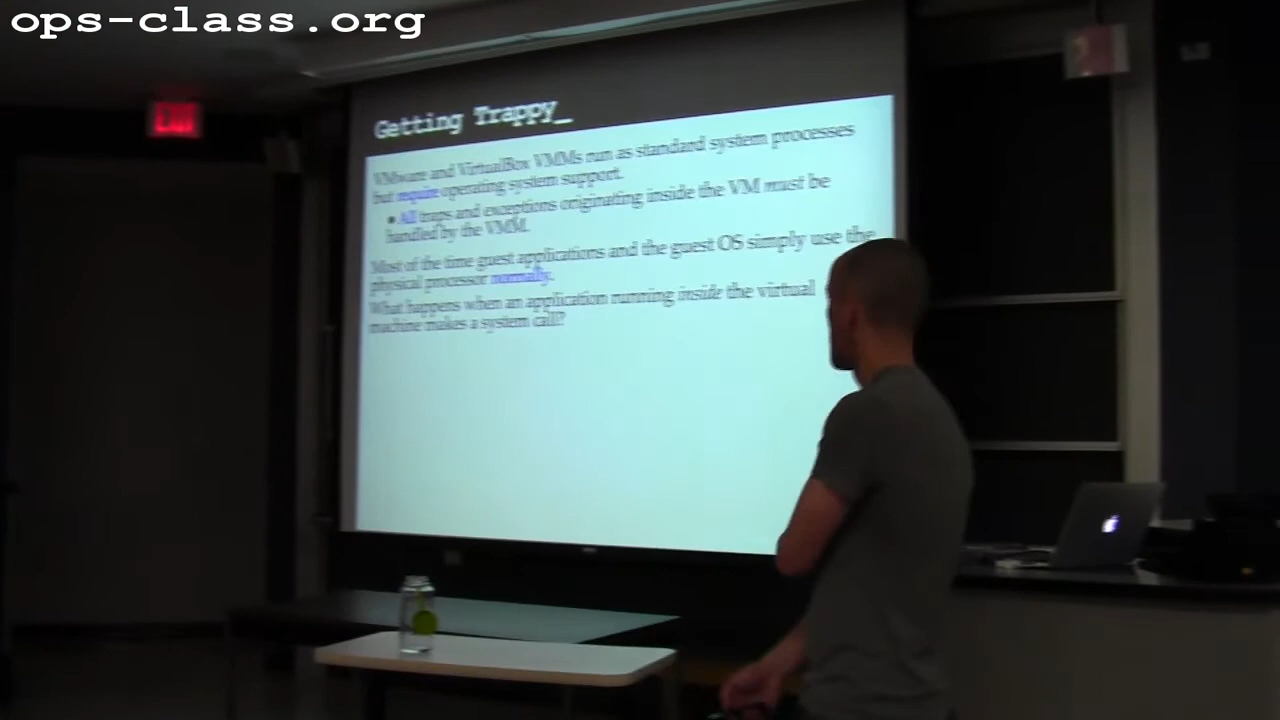 ops-class.org
EXIT
Getting Trappy_
VMware and VirtualBox VMMs run as standard system processes
but require operating system support.
▪ All traps and exceptions originating inside the VM must be
handled by the VMM.
Most of the time guest applications and the guest OS simply use the
physical processor normally.
What happens when an application running inside the virtual
machine makes a system call?